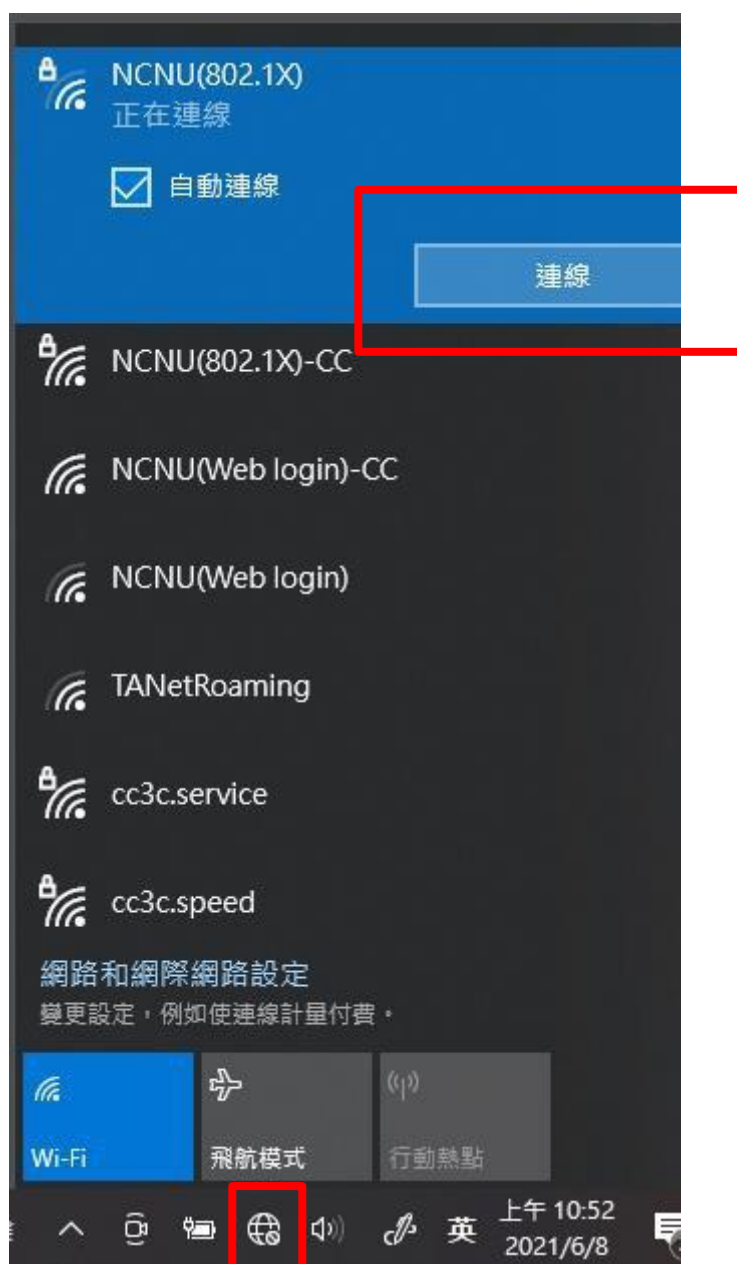 NCNU(802.1X)
正在連線
自動連線
連線
NCNU(802.1X)-CC
NCNU(Web login)-CC
NCNU(Web login)
TANetRoaming
cc3c.service
cc3c.speed
網路和網際網路設定
變更設定，例如使連線計量付費。
Wi-Fi
飛航模式
行動熱點
英
上午 10:52
2021/6/8